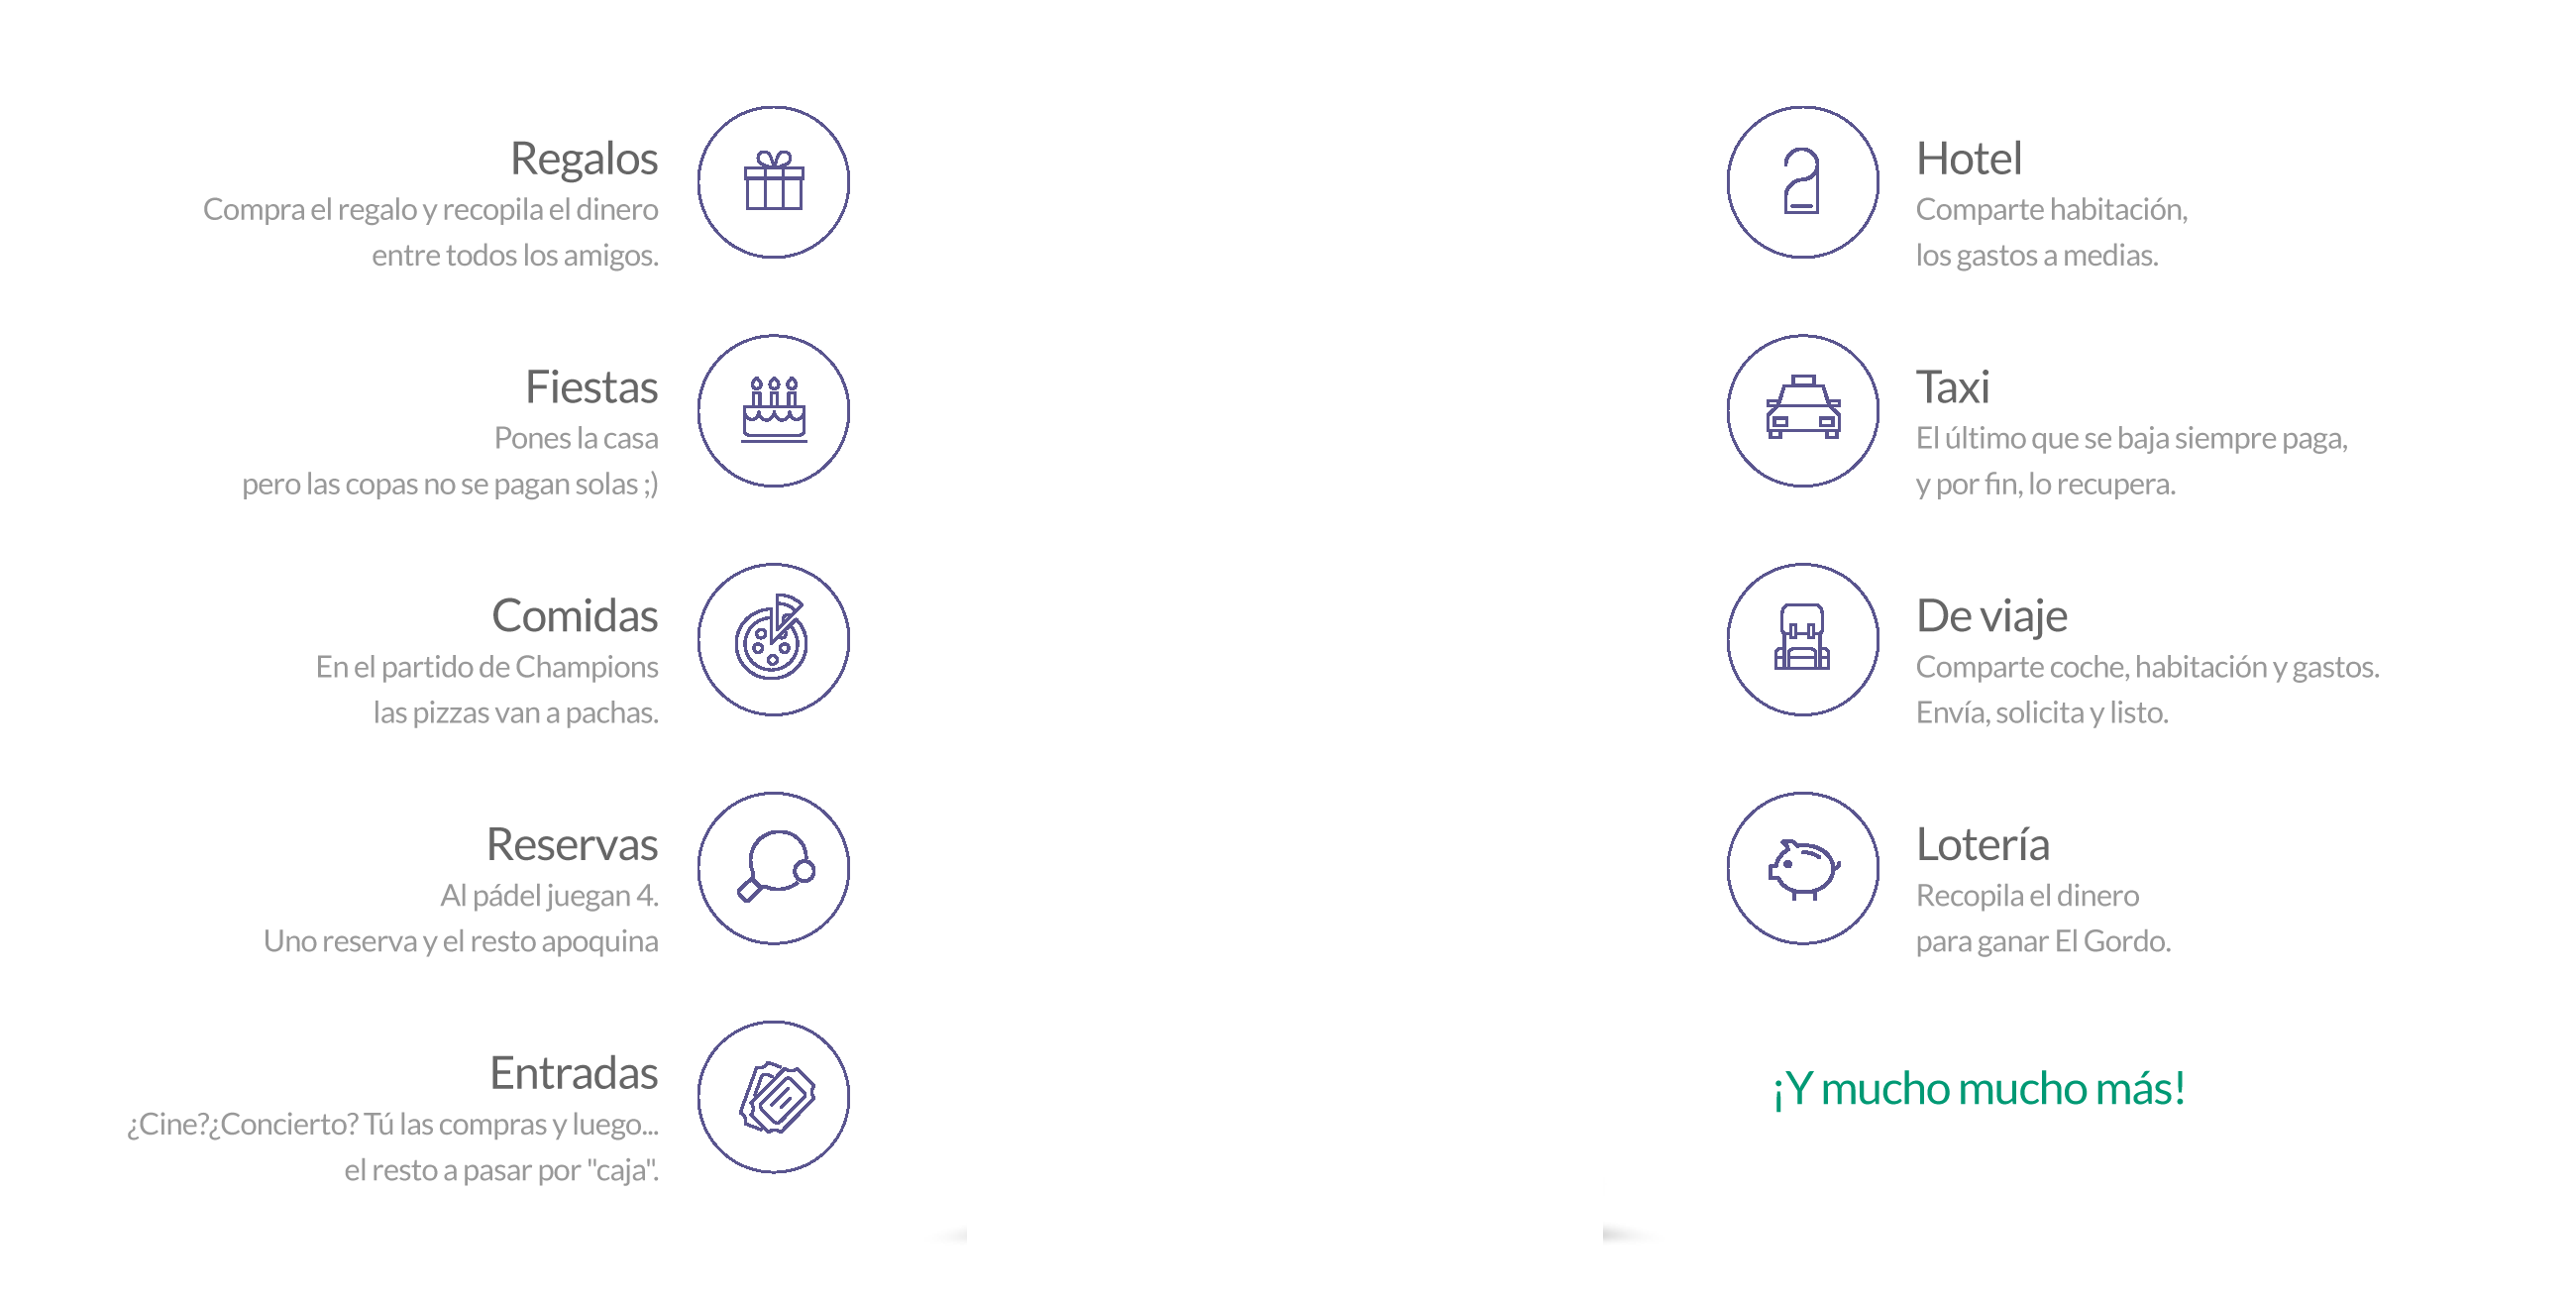 Regalos
Compra el regalo y recopila el dinero
entre todos los amigos.
Fiestas
Pones la casa
pero las copas no se pagan solas ;)
Comidas
En el partido de Champions
las pizzas van a pachas.
Reservas
Al pádel juegan 4.
Uno reserva y el resto apoquina
Entradas
¿Cine?¿Concierto? Tú las compras y luego...
el resto a pasar por "caja".
Hotel
Comparte habitación,
los gastos a medias.
Taxi
El último que se baja siempre paga,
y por fin, lo recupera.
De viaje
Comparte coche, habitación y gastos.
Envía, solicita y listo.
Lotería
Recopila el dinero
para ganar El Gordo.
¡Y mucho mucho más!